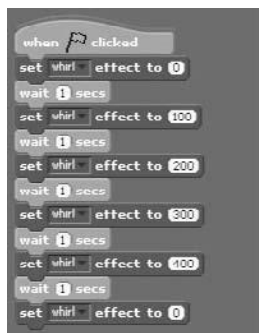 when clicked
set whirl effect to 0
wait 1 secs
set whirl effect to 100
wait 1 secs
set whirl effect to 200
wait 1 secs
set whirl effect to 300
wait 1 secs
set whirl effect to 400
wait 1 secs
set whirl effect to 0